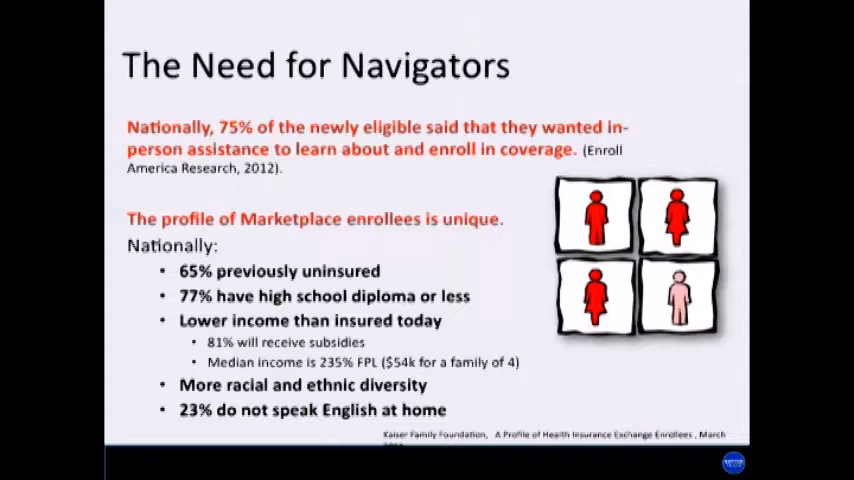 The Need for Navigators
Nationally, 75% of the newly eligible said that they wanted in-
person assistance to learn about and enroll in coverage. (Enroll
America Research, 2012).
The profile of Marketplace enrollees is unique.
Nationally:
• 65% previously uninsured
• 77% have high school diploma or less
• Lower income than insured today
• 81% will receive subsidies
• Median income is 235% FPL ($54k for a family of 4)
• More racial and ethnic diversity
• 23% do not speak English at home
Kaiser Family Foundation, A Profile of Health Insurance Exchange Enrollees , March